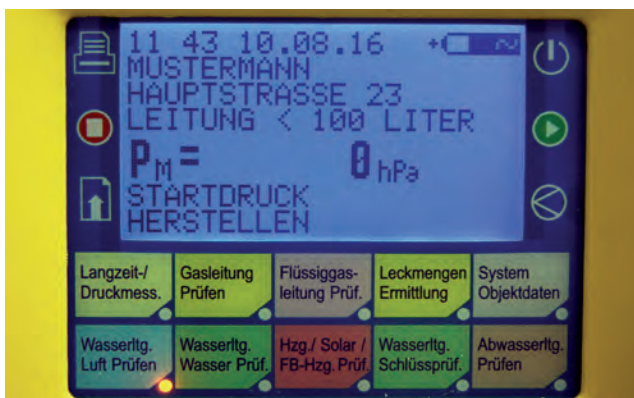 11 43 10.08.16
MUSTERMANN
HAUPTSTRASSE 23
LEITUNG < 100 LITER
PM= 0 hPa
STARTDRUCK
HERSTELLEN
Langzeit-/
Druckmess.
Gasleitung
Prüfen
Flüssiggas-
leitung Prüf.
Leckmengen
Ermittlung
System
Objektdaten
Wasserltg.
Luft Prüfen
Wasserltg.
Wasser Prüf.
Hzg./ Solar /
FB-Hzg. Prüf.
Wasserltg.
Schlüssprüf.
Abwasserltg.
Prüfen